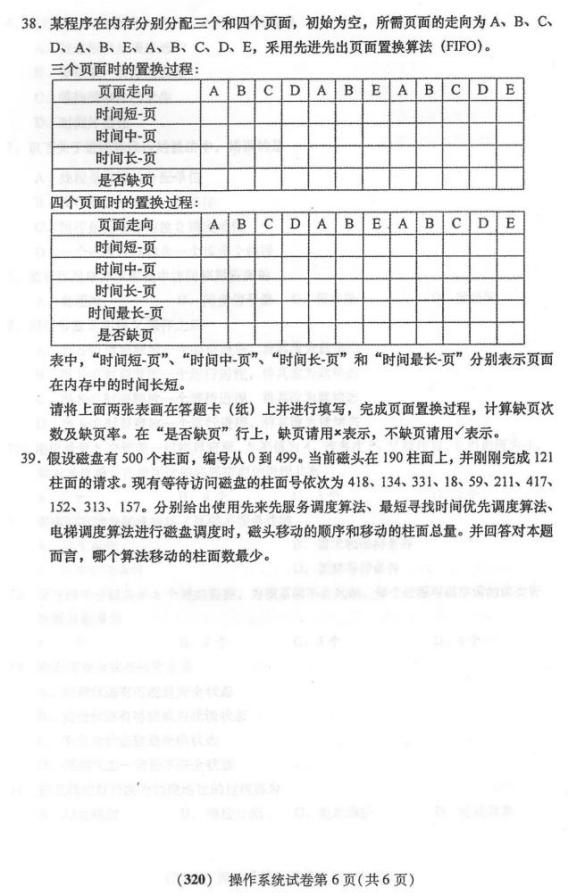 38. 某程序在内存分别分配三个和四个页面，初始为空，所需页面的走向为 A、B、C、
D、A、B、E、A、B、C、D、E，采用先进先出页面置换算法（FIFO）。
三个页面时的置换过程：
页面走向 A B C D A B E A B C D E
时间短-页
时间中-页
时间长-页
是否缺页
四个页面时的置换过程：
页面走向 A B C D A B E A B C D E
时间短-页
时间中-页
时间长-页
时间最长-页
是否缺页
表中，“时间短-页”、“时间中-页”、“时间长-页”和“时间最长-页”分别表示页面
在内存中的时间长短。
请将上面两张表画在答题卡（纸）上并进行填写，完成页面置换过程，计算缺页次
数及缺页率。在“是否缺页”行上，缺页请用×表示，不缺页请用✓表示。
39. 假设磁盘有 500 个柱面，编号从 0 到 499。当前磁头在 190 柱面上，并刚刚完成 121
柱面的请求。现有等待访问磁盘的柱面号依次为 418、134、331、18、59、211、417、
152、313、157。分别给出使用先来先服务调度算法、最短寻找时间优先调度算法、
电梯调度算法进行磁盘调度时，磁头移动的顺序和移动的柱面总量。并回答对本题
而言，哪个算法移动的柱面数最少。
(320) 操作系统试卷第 6 页(共 6 页)